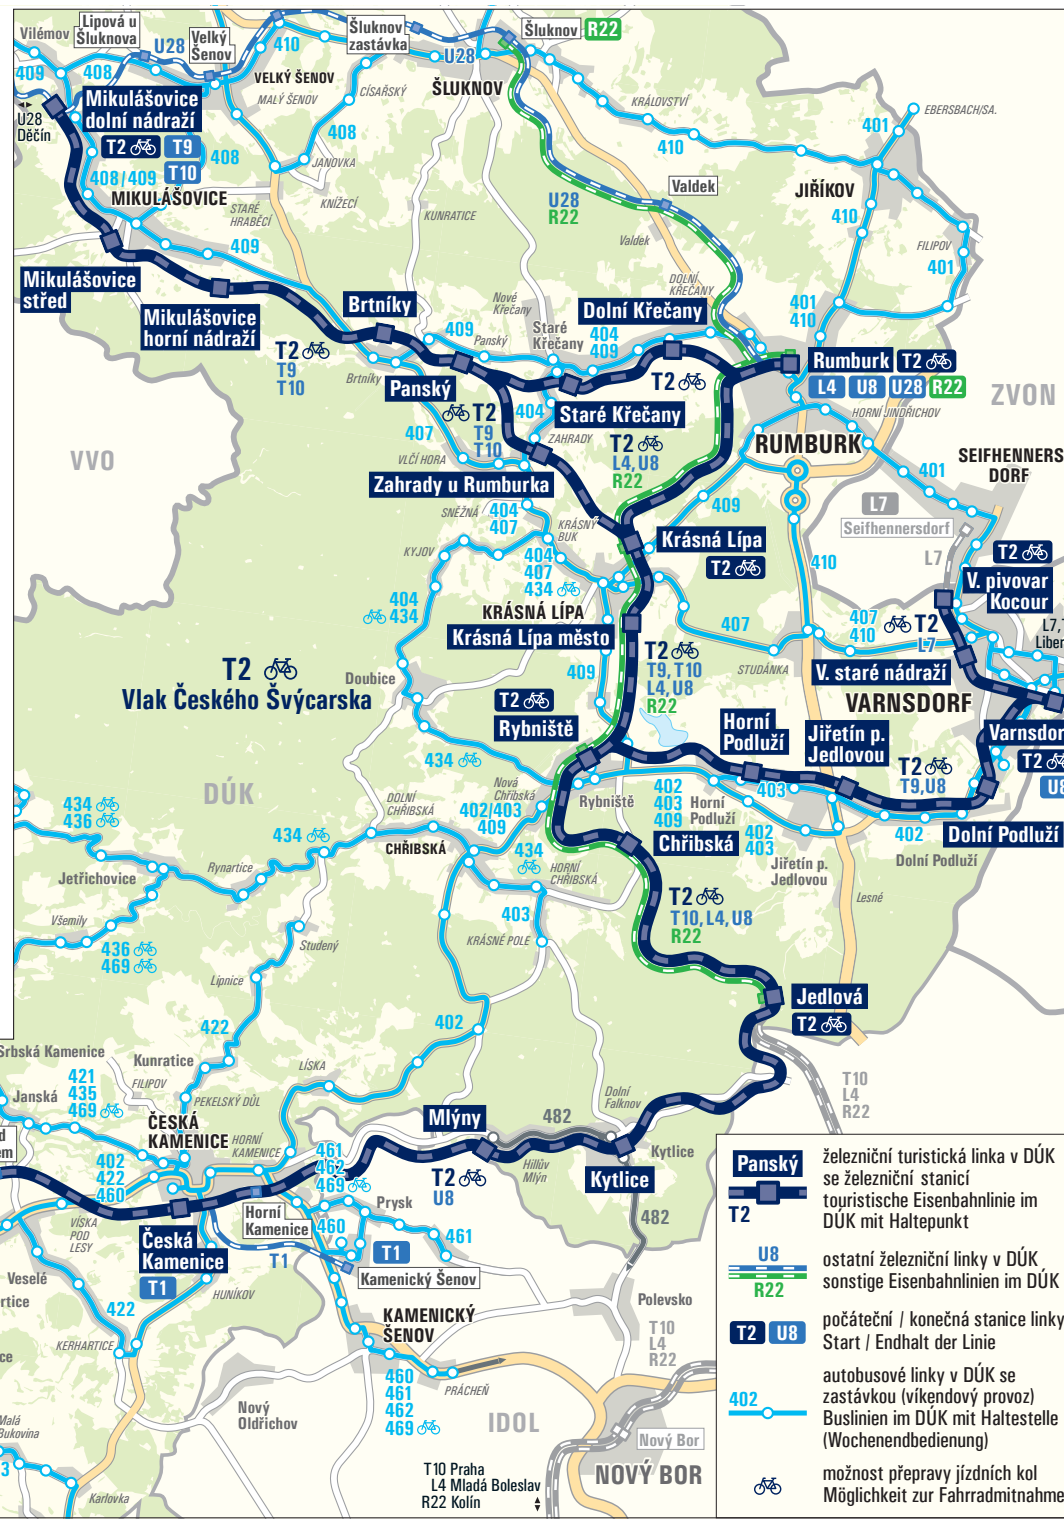 Vilémov
Lipová u
Šluknova
U28
Velký
Šenov
410
Šluknov
zastávka
U28
Šluknov R22
409
408
VELKÝ ŠENOV
MALÝ ŠENOV
CÍSAŘSKÝ
ŠLUKNOV
KRÁLOVSTVÍ
EBERSBACH/SA.
U28
Děčín
Mikulášovice
dolní nádraží
T2 T9
T10
408
408
JANOVKA
410
401
408/409
MIKULÁŠOVICE
STARÉ
HRABĚCÍ
KNÍŽECÍ
KUNRATICE
U28
R22
Valdek
Valdek
JIŘÍKOV
410
FILIPOV
401
409
Mikulášovice
střed
Mikulášovice
horní nádraží
Brtníky
Nové
Křečany
DOLNÍ
KŘEČANY
Dolní Křečany
401
410
T2
T9
T10
409
Panský
Staré
Křečany
404
409
Rumburk T2
L4 U8 U28 R22
Brtníky
Panský
T2
HORNÍ JINDŘICHOV
ZVON
T2
T9
T10
404
Staré Křečany
407
VLČÍ HORA
ZAHRADY
T2
L4, U8
R22
RUMBURK
VVO
SEIFHENNERS
DORF
401
Zahrady u Rumburka
SNĚŽNÁ
404
407
KRÁSNÝ
BUK
409
L7
Seifhennersdorf
KYJOV
404
407
434
Krásná Lípa
T2
410
L7
T2
V. pivovar
Kocour
404
434
KRÁSNÁ LÍPA
Krásná Lípa město
407
407
410
T2
L7
L7, T
Liber
T2
Vlak Českého Švýcarska
Doubice
409
T2
T9, T10
L4, U8
R22
STUDÁNKA
V. staré nádraží
VARNSDORF
T2
Rybniště
Horní
Podluží
Jiřetín p.
Jedlovou
Varnsdor
T2
U8
434
DÚK
Nová
Chřibská
T2
T9,U8
434
436
DOLNÍ
CHŘIBSKÁ
402/403
409
Rybniště
402
403
409
Horní
Podluží
403
434
CHŘIBSKÁ
Chřibská
402
403
402
Dolní Podluží
Dolní Podluží
Jetřichovice
Rynartice
434
HORNÍ
CHŘIBSKÁ
Jiřetín p.
Jedlovou
Lesné
Všemily
403
T2
T10, L4, U8
R22
436
469
Studený
KRÁSNÉ POLE
Lipnice
Jedlová
T2
422
402
Srbská Kamenice
Kunratice
FILIPOV
LÍSKA
Janská
421
435
469
PEKELSKÝ DŮL
T10
L4
R22
Dolní
Falknov
d
em
ČESKÁ
KAMENICE
HORNÍ
KAMENICE
Mlýny
482
402
422
460
461
462
469
Hillův
Mlýn
Kytlice
T2
U8
Kytlice
Prysk
482
VÍSKA
POD
LESY
Česká
Kamenice
T1
Horní
Kamenice
460
T1
461
T1
Kamenický Šenov
Veselé
rtice
HUNÍKOV
422
KERHARTICE
KAMENICKÝ
ŠENOV
Polevsko
T10
L4
R22
ce
PRÁCHEŇ
460
461
462
469
Nový
Oldřichov
IDOL
Nový Bor
NOVÝ BOR
Malá
Bukovina
3
Karlovka
T10 Praha
L4 Mladá Boleslav
R22 Kolín
Panský
T2
železniční turistická linka v DÚK
se železniční stanicí
touristische Eisenbahnlinie im
DÚK mit Haltepunkt
U8
R22
ostatní železniční linky v DÚK
sonstige Eisenbahnlinien im DÚK
T2 U8
počáteční / konečná stanice linky
Start / Endhalt der Linie
402
autobusové linky v DÚK se
zastávkou (víkendový provoz)
Buslinien im DÚK mit Haltestelle
(Wochenendbedienung)
možnost přepravy jízdních kol
Möglichkeit zur Fahrradmitnahme